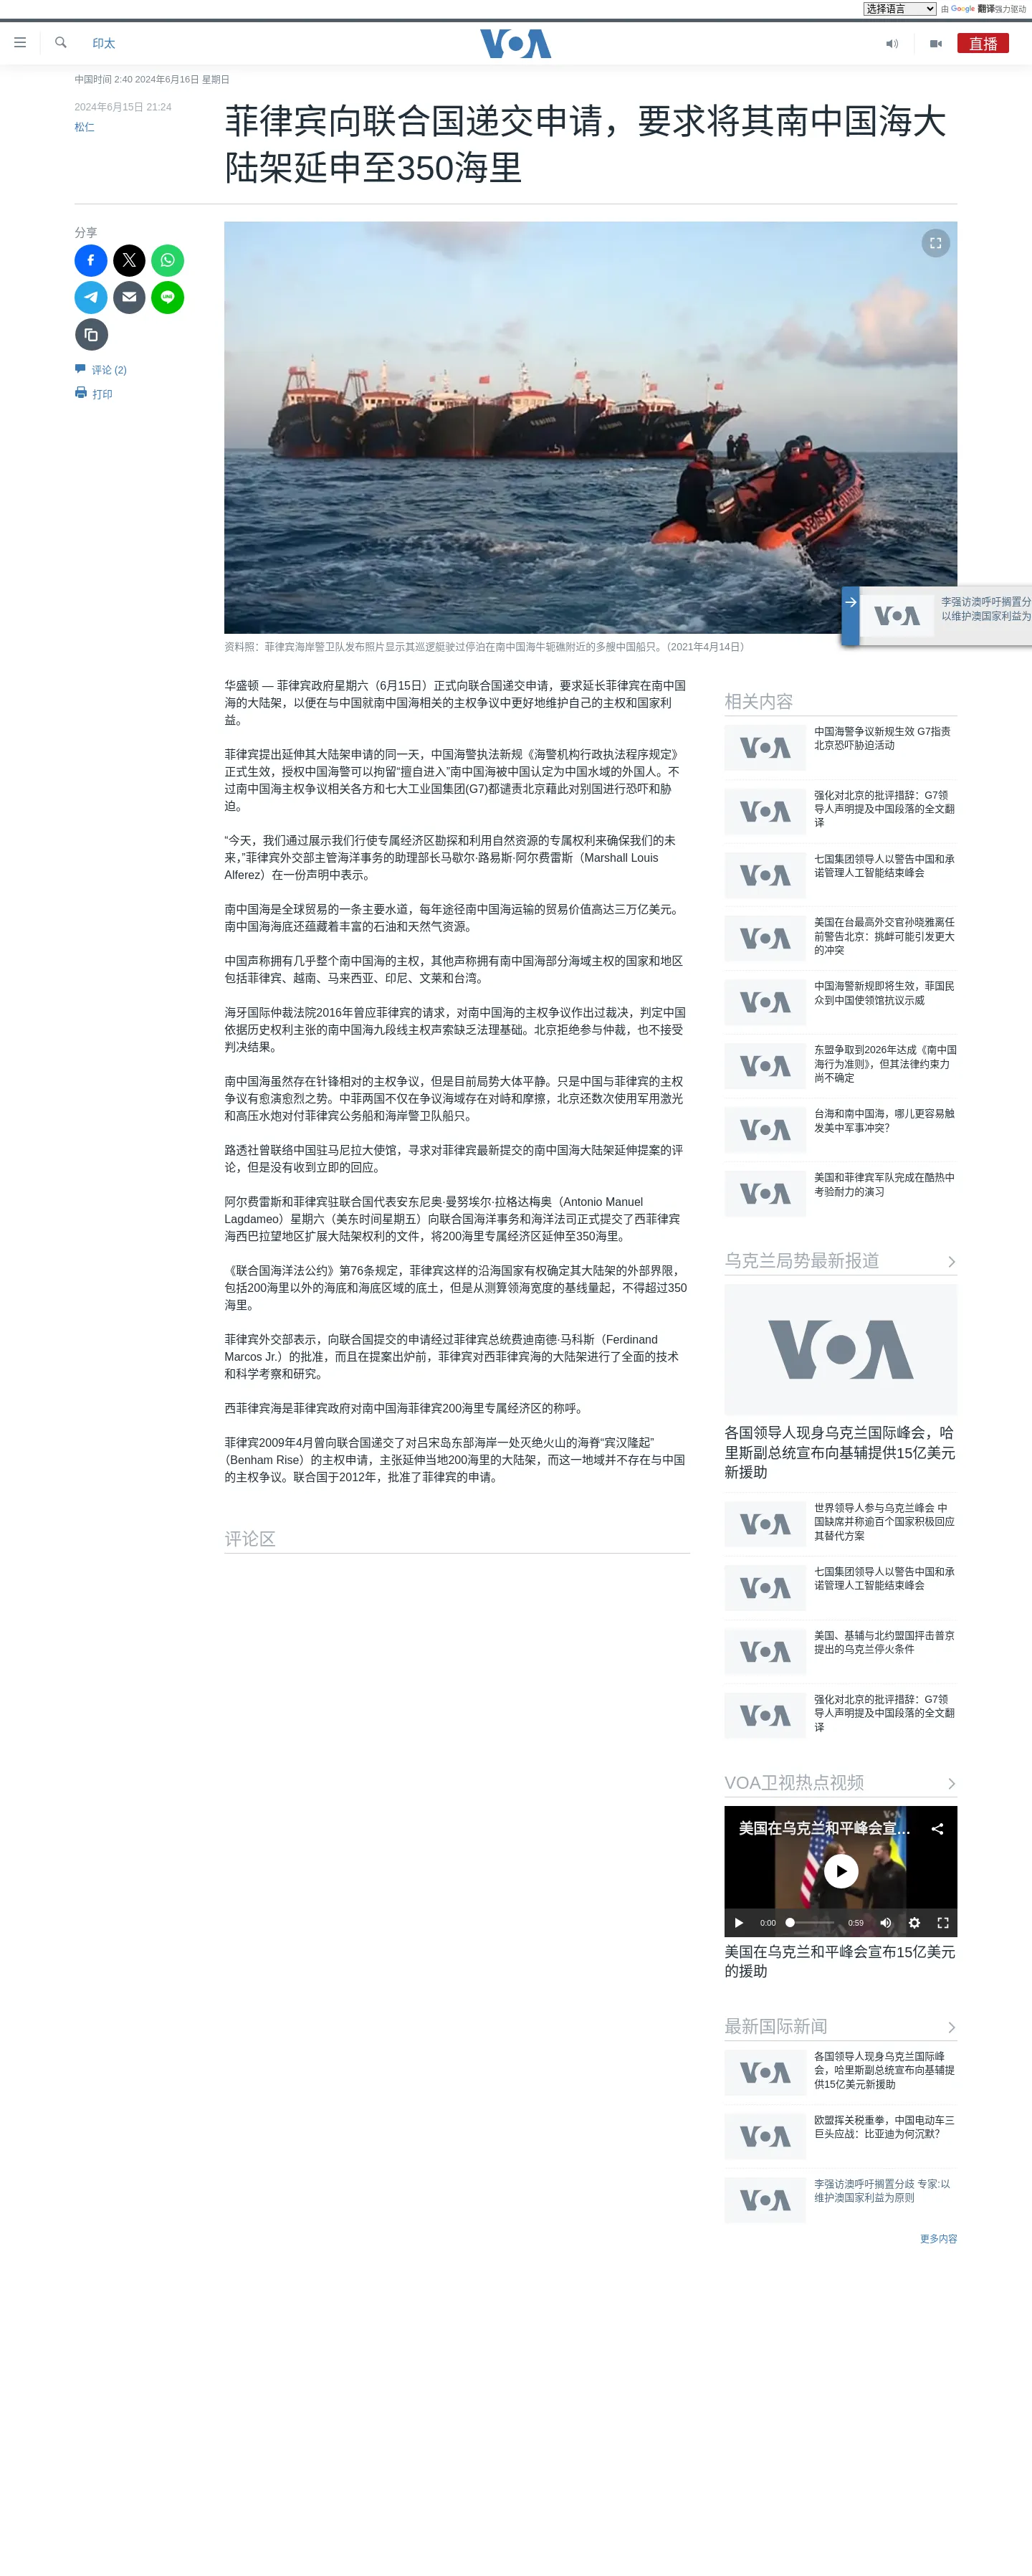 选择语言
由 Google 翻译强力驱动
印太
VOA
直播
中国时间 2:40 2024年6月16日 星期日
2024年6月15日 21:24
松仁
菲律宾向联合国递交申请，要求将其南中国海大
陆架延申至350海里
分享
评论 (2)
打印
资料照：菲律宾海岸警卫队发布照片显示其巡逻艇驶过停泊在南中国海牛轭礁附近的多艘中国船只。（2021年4月14日）
VOA
李强访澳呼吁搁置分
以维护澳国家利益为
华盛顿 — 菲律宾政府星期六（6月15日）正式向联合国递交申请，要求延长菲律宾在南中国
海的大陆架，以便在与中国就南中国海相关的主权争议中更好地维护自己的主权和国家利
益。
菲律宾提出延伸其大陆架申请的同一天，中国海警执法新规《海警机构行政执法程序规定》
正式生效，授权中国海警可以拘留“擅自进入”南中国海被中国认定为中国水域的外国人。不
过南中国海主权争议相关各方和七大工业国集团(G7)都谴责北京藉此对别国进行恐吓和胁
迫。
“今天，我们通过展示我们行使专属经济区勘探和利用自然资源的专属权利来确保我们的未
来，”菲律宾外交部主管海洋事务的助理部长马歇尔·路易斯·阿尔费雷斯（Marshall Louis
Alferez）在一份声明中表示。
南中国海是全球贸易的一条主要水道，每年途径南中国海运输的贸易价值高达三万亿美元。
南中国海海底还蕴藏着丰富的石油和天然气资源。
中国声称拥有几乎整个南中国海的主权，其他声称拥有南中国海部分海域主权的国家和地区
包括菲律宾、越南、马来西亚、印尼、文莱和台湾。
海牙国际仲裁法院2016年曾应菲律宾的请求，对南中国海的主权争议作出过裁决，判定中国
依据历史权利主张的南中国海九段线主权声索缺乏法理基础。北京拒绝参与仲裁，也不接受
判决结果。
南中国海虽然存在针锋相对的主权争议，但是目前局势大体平静。只是中国与菲律宾的主权
争议有愈演愈烈之势。中菲两国不仅在争议海域存在对峙和摩擦，北京还数次使用军用激光
和高压水炮对付菲律宾公务船和海岸警卫队船只。
路透社曾联络中国驻马尼拉大使馆，寻求对菲律宾最新提交的南中国海大陆架延伸提案的评
论，但是没有收到立即的回应。
阿尔费雷斯和菲律宾驻联合国代表安东尼奥·曼努埃尔·拉格达梅奥（Antonio Manuel
Lagdameo）星期六（美东时间星期五）向联合国海洋事务和海洋法司正式提交了西菲律宾
海西巴拉望地区扩展大陆架权利的文件，将200海里专属经济区延伸至350海里。
《联合国海洋法公约》第76条规定，菲律宾这样的沿海国家有权确定其大陆架的外部界限，
包括200海里以外的海底和海底区域的底土，但是从测算领海宽度的基线量起，不得超过350
海里。
菲律宾外交部表示，向联合国提交的申请经过菲律宾总统费迪南德·马科斯（Ferdinand
Marcos Jr.）的批准，而且在提案出炉前，菲律宾对西菲律宾海的大陆架进行了全面的技术
和科学考察和研究。
西菲律宾海是菲律宾政府对南中国海菲律宾200海里专属经济区的称呼。
菲律宾2009年4月曾向联合国递交了对吕宋岛东部海岸一处灭绝火山的海脊“宾汉隆起”
（Benham Rise）的主权申请，主张延伸当地200海里的大陆架，而这一地域并不存在与中国
的主权争议。联合国于2012年，批准了菲律宾的申请。
评论区
相关内容
VOA
中国海警争议新规生效 G7指责
北京恐吓胁迫活动
VOA
强化对北京的批评措辞：G7领
导人声明提及中国段落的全文翻
译
VOA
七国集团领导人以警告中国和承
诺管理人工智能结束峰会
VOA
美国在台最高外交官孙晓雅离任
前警告北京：挑衅可能引发更大
的冲突
VOA
中国海警新规即将生效，菲国民
众到中国使领馆抗议示威
VOA
东盟争取到2026年达成《南中国
海行为准则》，但其法律约束力
尚不确定
VOA
台海和南中国海，哪儿更容易触
发美中军事冲突？
VOA
美国和菲律宾军队完成在酷热中
考验耐力的演习
乌克兰局势最新报道
VOA
各国领导人现身乌克兰国际峰会，哈
里斯副总统宣布向基辅提供15亿美元
新援助
VOA
世界领导人参与乌克兰峰会 中
国缺席并称逾百个国家积极回应
其替代方案
VOA
七国集团领导人以警告中国和承
诺管理人工智能结束峰会
VOA
美国、基辅与北约盟国抨击普京
提出的乌克兰停火条件
VOA
强化对北京的批评措辞：G7领
导人声明提及中国段落的全文翻
译
VOA卫视热点视频
VOA
美国在乌克兰和平峰会宣...
0:00
0:59
美国在乌克兰和平峰会宣布15亿美元
的援助
最新国际新闻
VOA
各国领导人现身乌克兰国际峰
会，哈里斯副总统宣布向基辅提
供15亿美元新援助
VOA
欧盟挥关税重拳，中国电动车三
巨头应战：比亚迪为何沉默？
VOA
李强访澳呼吁搁置分歧 专家:以
维护澳国家利益为原则
更多内容